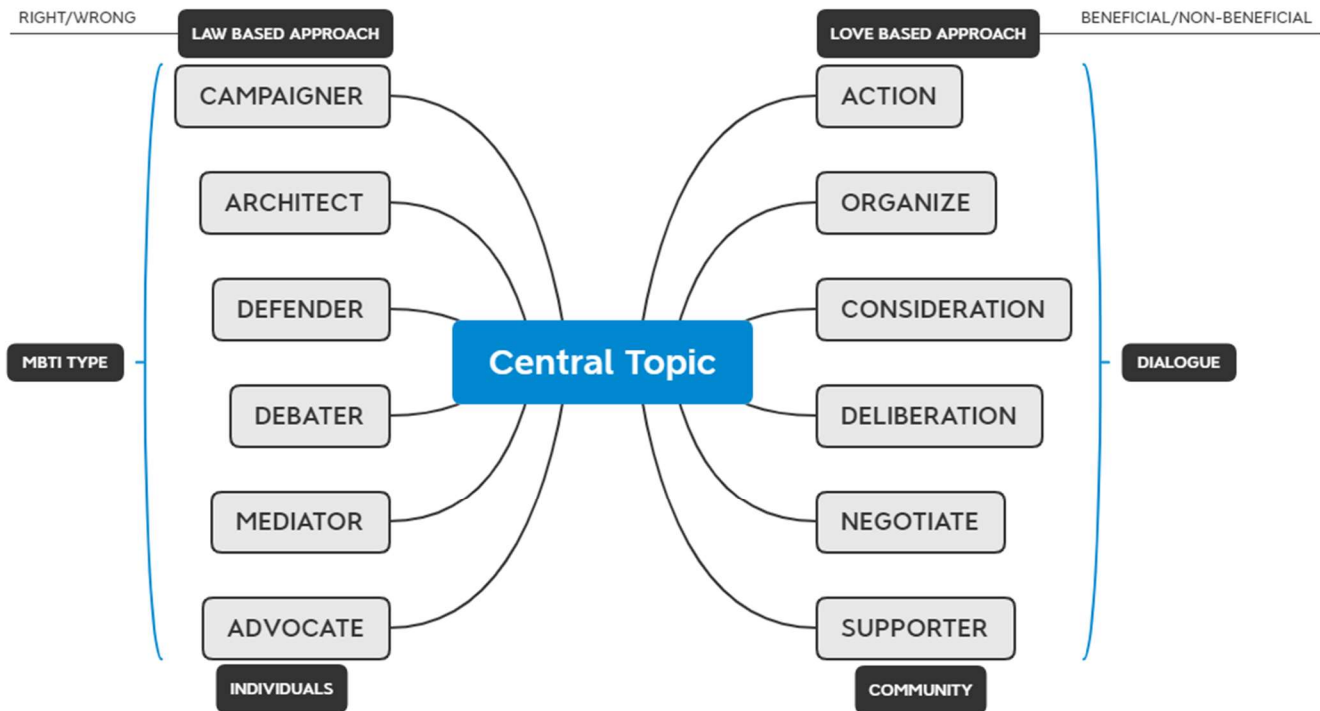 RIGHT/WRONG
LAW BASED APPROACH
LOVE BASED APPROACH
BENEFICIAL/NON-BENEFICIAL
CAMPAIGNER
ACTION
ARCHITECT
ORGANIZE
DEFENDER
CONSIDERATION
MBTI TYPE
Central Topic
DIALOGUE
DEBATER
DELIBERATION
MEDIATOR
NEGOTIATE
ADVOCATE
SUPPORTER
INDIVIDUALS
COMMUNITY